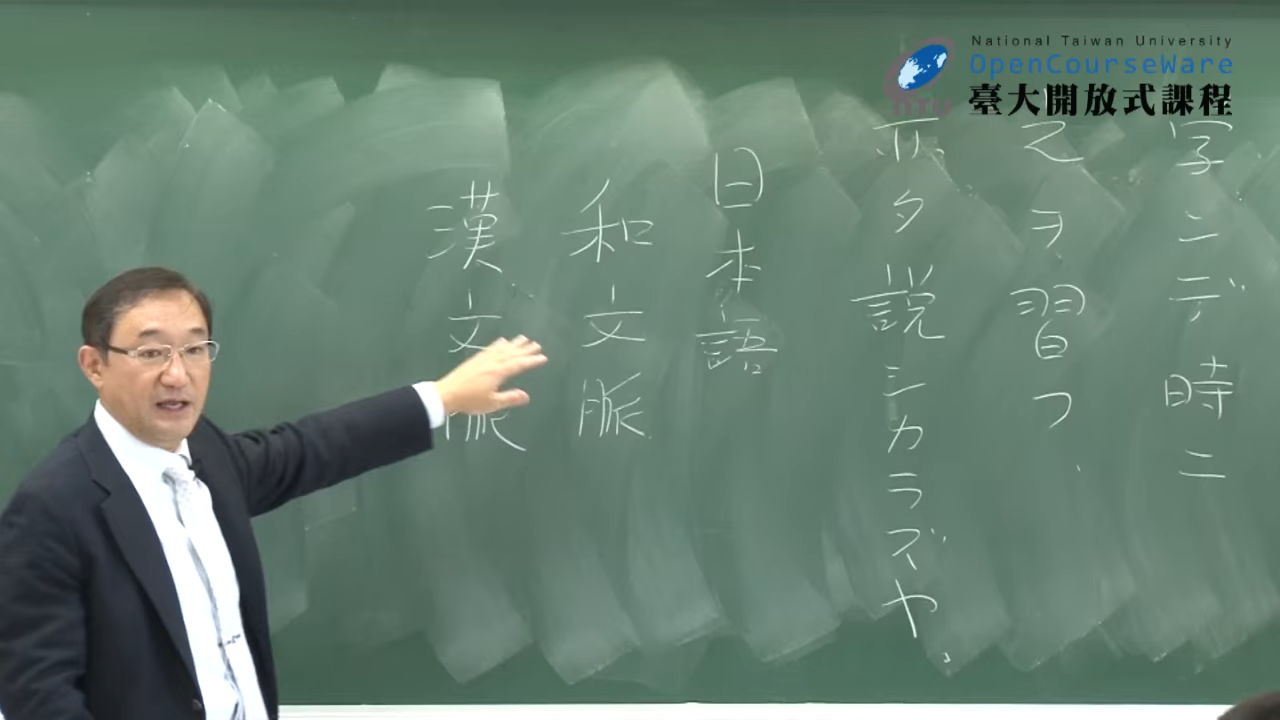 National Taiwan University
OpenCourseWare
臺大開放式課程
学ンデ時ニ
之ヲ習フ、
亦タ説シカラズヤ、
日本語
和文脈
漢文脈